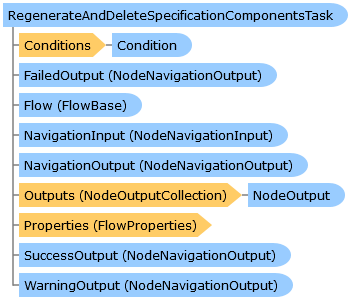 RegenerateAndDeleteSpecificationComponentsTask
Conditions Condition
FailedOutput (NodeNavigationOutput)
Flow (FlowBase)
NavigationInput (NodeNavigationInput)
NavigationOutput (NodeNavigationOutput)
Outputs (NodeOutputCollection) NodeOutput
Properties (FlowProperties)
SuccessOutput (NodeNavigationOutput)
WarningOutput (NodeNavigationOutput)